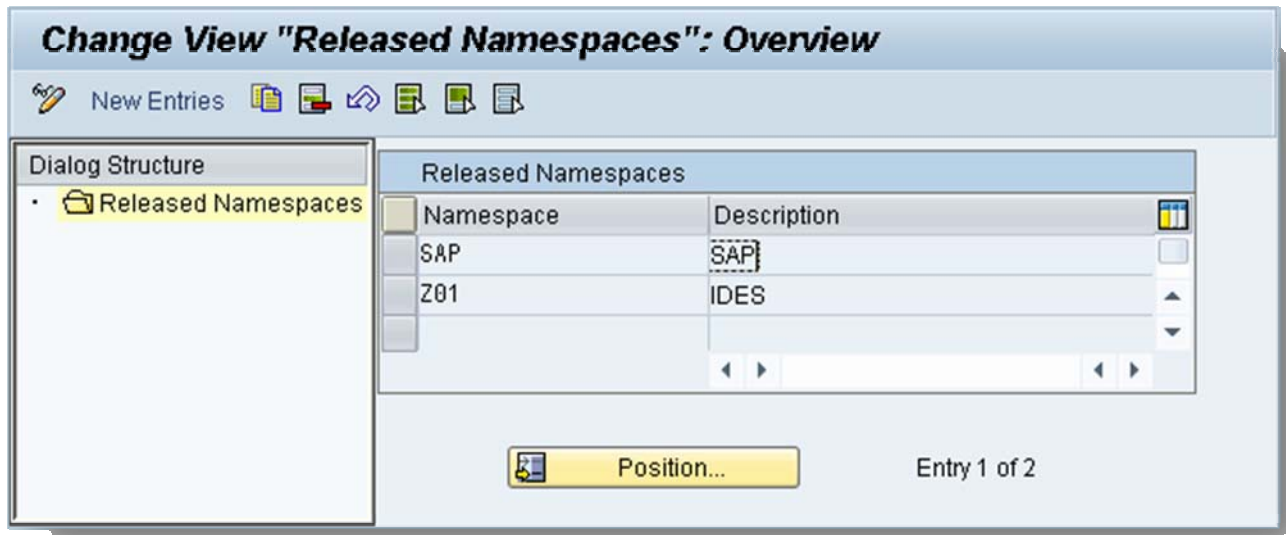 Change View "Released Namespaces": Overview
New Entries
Dialog Structure
Released Namespaces
Released Namespaces
Namespace Description
SAP SAP
Z01 IDES
Position... Entry 1 of 2